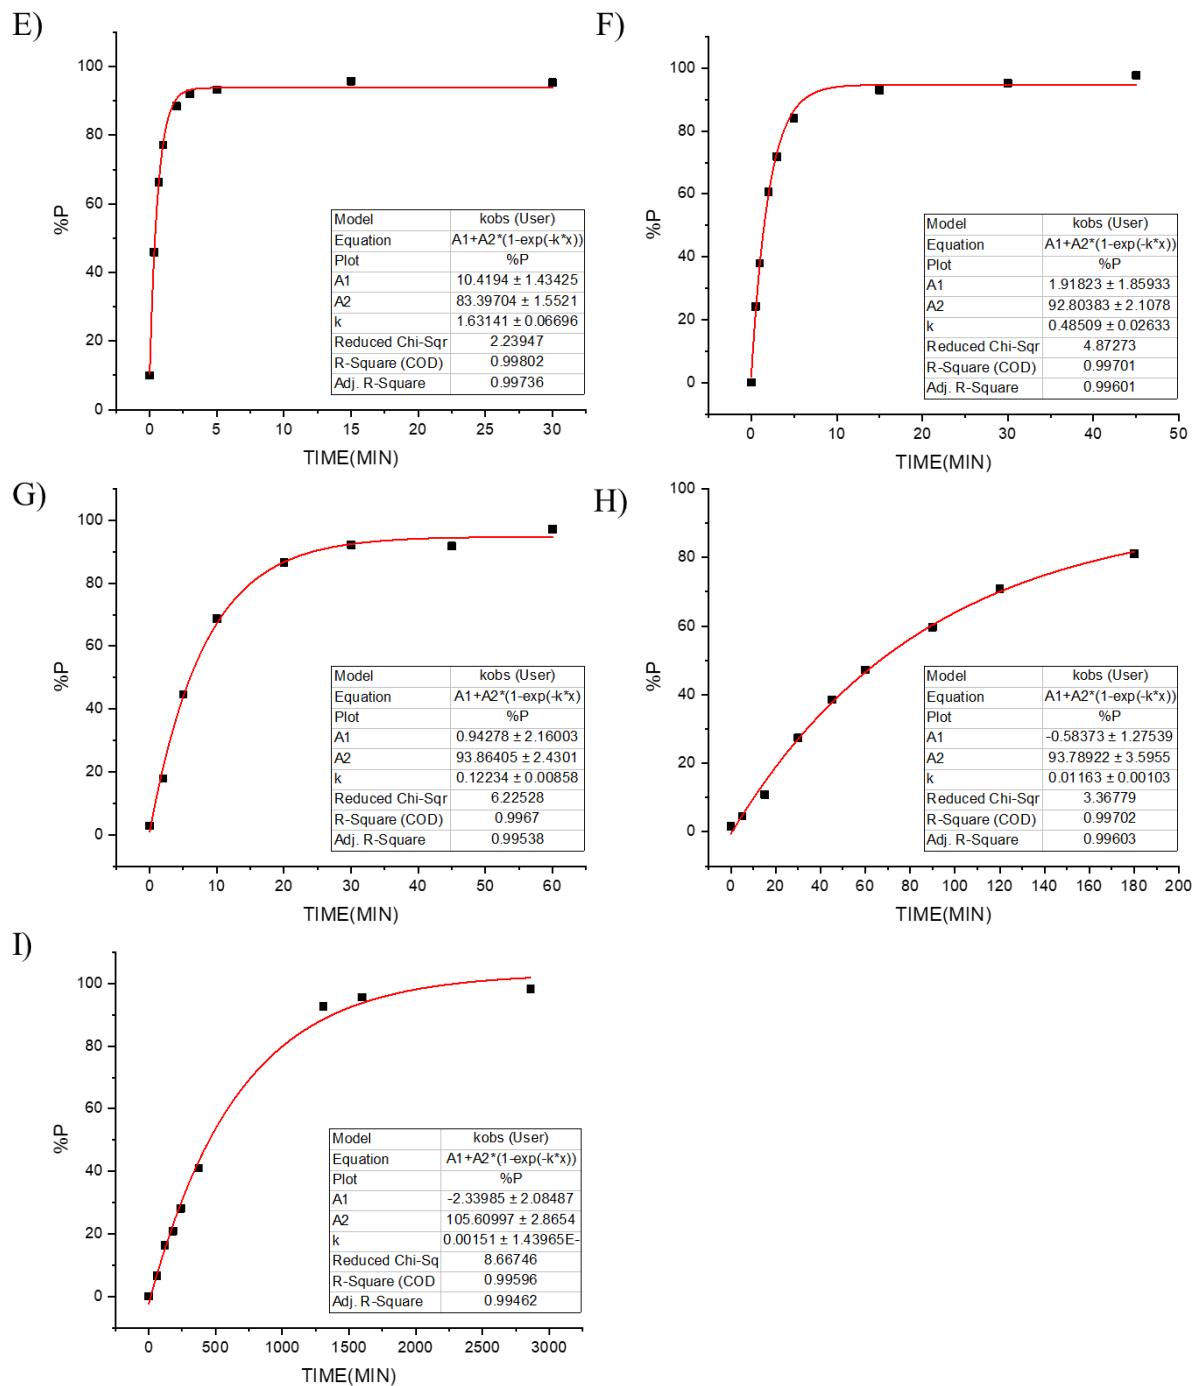 E)
100
80
60
40
20
0
%P
0 5 10 15 20 25 30
TIME(MIN)
Model kobs (User)
Equation A1+A2*(1-exp(-k*x))
Plot %P
A1 10.4194 ± 1.43425
A2 83.39704 ± 1.5521
k 1.63141 ± 0.06696
Reduced Chi-Sqr 2.23947
R-Square (COD) 0.99802
Adj. R-Square 0.99736
F)
100
80
60
40
20
0
%P
0 10 20 30 40 50
TIME(MIN)
Model kobs (User)
Equation A1+A2*(1-exp(-k*x))
Plot %P
A1 1.91823 ± 1.85933
A2 92.80383 ± 2.1078
k 0.48509 ± 0.02633
Reduced Chi-Sqr 4.87273
R-Square (COD) 0.99701
Adj. R-Square 0.99601
G)
100
80
60
40
20
0
%P
0 10 20 30 40 50 60
TIME(MIN)
Model kobs (User)
Equation A1+A2*(1-exp(-k*x)
Plot %P
A1 0.94278 ± 2.16003
A2 93.86405 ± 2.4301
k 0.12234 ± 0.00858
Reduced Chi-Sqr 6.22528
R-Square (COD) 0.9967
Adj. R-Square 0.99538
H)
100
80
60
40
20
0
%P
0 20 40 60 80 100 120 140 160 180 200
TIME(MIN)
Model kobs (User)
Equation A1+A2*(1-exp(-k*x))
Plot %P
A1 -0.58373 ± 1.27539
A2 93.78922 ± 3.5955
k 0.01163 ± 0.00103
Reduced Chi-Sqr 3.36779
R-Square (COD) 0.99702
Adj. R-Square 0.99603
I)
100
80
60
40
20
0
%P
0 500 1000 1500 2000 2500 3000
TIME(MIN)
Model kobs (User)
Equation A1+A2*(1-exp(-k*x))
Plot %P
A1 -2.33985 ± 2.08487
A2 105.60997 ± 2.8654
k 0.00151 ± 1.43965E-
Reduced Chi-Sq 8.66746
R-Square (COD 0.99596
Adj. R-Square 0.99462